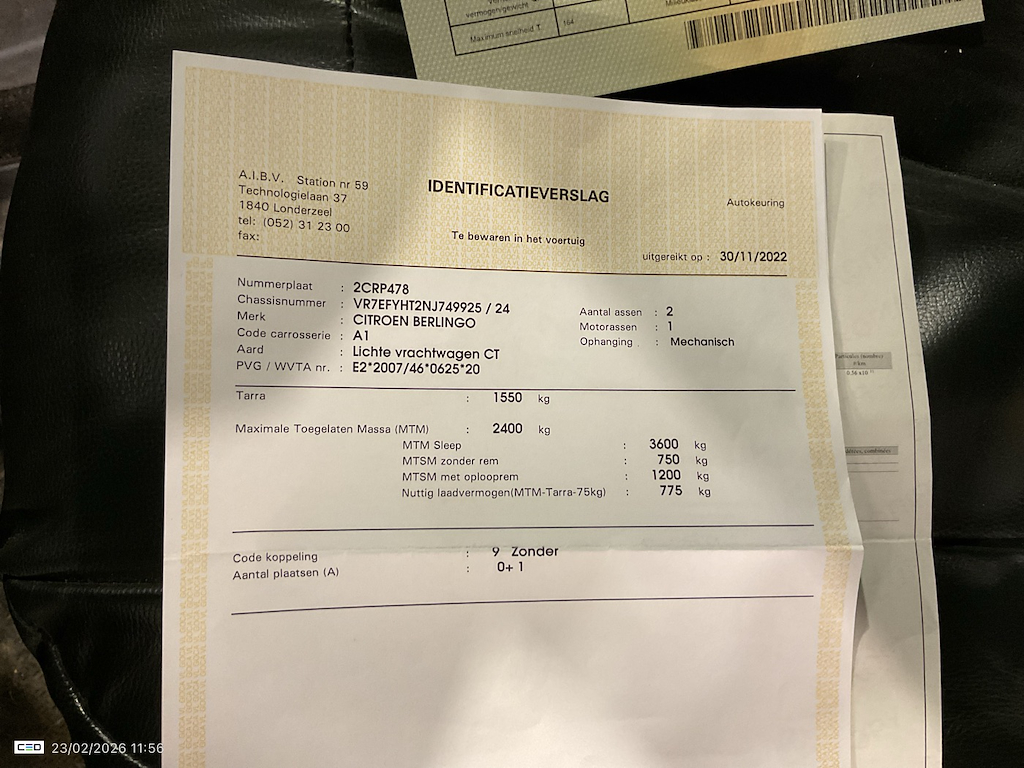 vermogen/gewicht
Maximum snelheid T. 164
A.I.B.V. Station nr 59
Technologielaan 37
1840 Londerzeel
tel: (052) 31 23 00
fax:
IDENTIFICATIEVERSLAG
Te bewaren in het voertuig
Autokeuring
uitgereikt op : 30/11/2022
Nummerplaat : 2CRP478
Chassisnummer : VR7EFYHT2NJ749925 / 24
Merk : CITROEN BERLINGO
Code carrosserie : A1
Aard : Lichte vrachtwagen CT
PVG / WVTA nr. : E2*2007/46*0625*20
Aantal assen : 2
Motorassen : 1
Ophanging : Mechanisch
Tarra : 1550 kg
Maximale Toegelaten Massa (MTM) : 2400 kg
MTM Sleep : 3600 kg
MTSM zonder rem : 750 kg
MTSM met oplooprem : 1200 kg
Nuttig laadvermogen(MTM-Tarra-75kg) : 775 kg
Code koppeling : 9 Zonder
Aantal plaatsen (A) : 0+ 1
CEO 23/02/2026 11:56